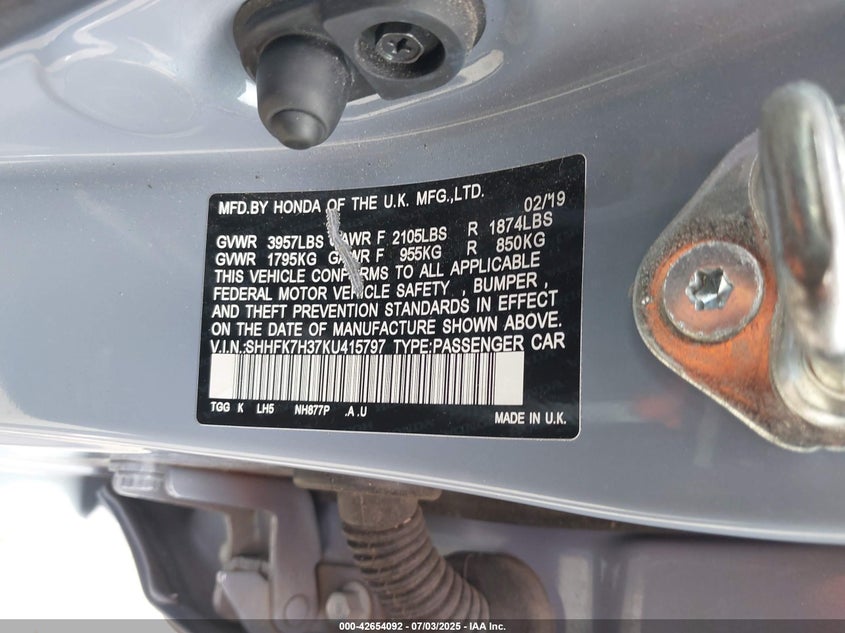 MFD.BY HONDA OF THE U.K. MFG.,LTD. 02/19
GVWR 3957LBS GAWR F 2105LBS R 1874LBS
GVWR 1795KG GAWR F 955KG R 850KG
THIS VEHICLE CONFORMS TO ALL APPLICABLE
FEDERAL MOTOR VEHICLE SAFETY , BUMPER ,
AND THEFT PREVENTION STANDARDS IN EFFECT
ON THE DATE OF MANUFACTURE SHOWN ABOVE.
V.I.N.:SHHFK7H37KU415797 TYPE:PASSENGER CAR
TGG K LH5 NH877P .A .U MADE IN U.K.
000-42654092 - 07/03/2025 - IAA Inc.